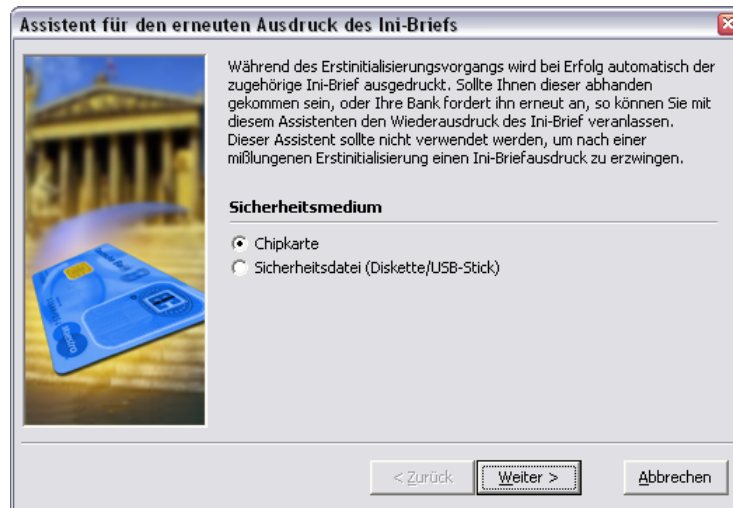 Assistent für den erneuten Ausdruck des Ini-Briefs
Während des Erstinitialisierungsvorgangs wird bei Erfolg automatisch der
zugehörige Ini-Brief ausgedruckt. Sollte Ihnen dieser abhanden
gekommen sein, oder Ihre Bank fordert ihn erneut an, so können Sie mit
diesem Assistenten den Wiederausdruck des Ini-Brief veranlassen.
Dieser Assistent sollte nicht verwendet werden, um nach einer
mißlungenen Erstinitialisierung einen Ini-Briefausdruck zu erzwingen.
Sicherheitsmedium
Chipkarte
Sicherheitsdatei (Diskette/USB-Stick)
Maestro
< Zurück
Weiter >
Abbrechen